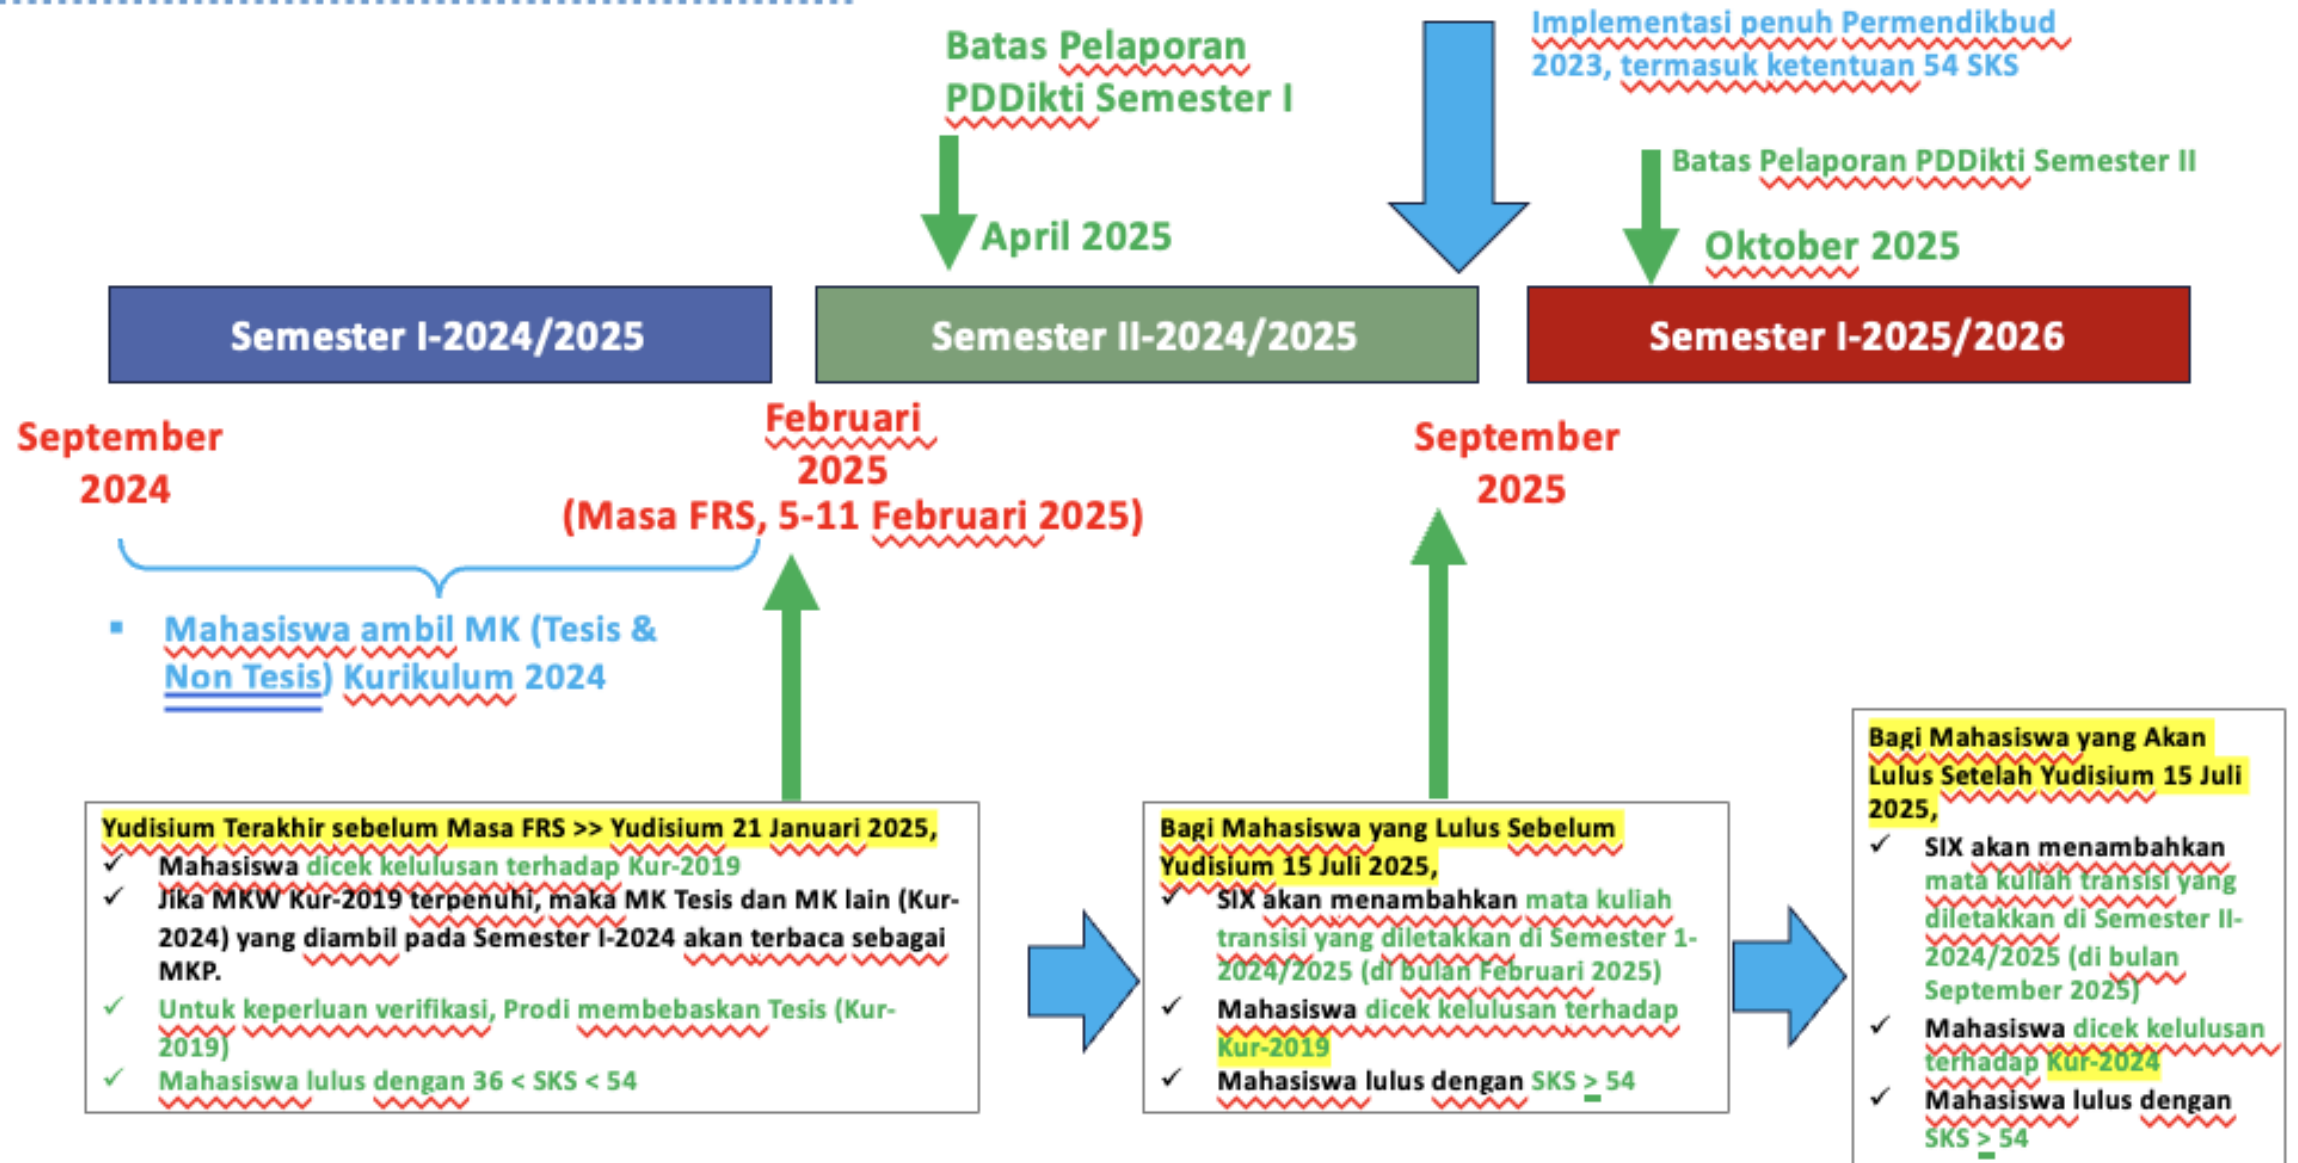 Batas Pelaporan
PDDikti Semester I
April 2025
Implementasi penuh Permendikbud
2023, termasuk ketentuan 54 SKS
Batas Pelaporan PDDikti Semester II
Oktober 2025
Semester I-2024/2025
Semester II-2024/2025
Semester I-2025/2026
September
2024
Februari
2025
(Masa FRS, 5-11 Februari 2025)
September
2025
▪ Mahasiswa ambil MK (Tesis &
Non Tesis) Kurikulum 2024
Yudisium Terakhir sebelum Masa FRS >> Yudisium 21 Januari 2025,
✓ Mahasiswa dicek kelulusan terhadap Kur-2019
✓ Jika MKW Kur-2019 terpenuhi, maka MK Tesis dan MK lain (Kur-
2024) yang diambil pada Semester I-2024 akan terbaca sebagai
MKP.
✓ Untuk keperluan verifikasi, Prodi membebaskan Tesis (Kur-
2019)
✓ Mahasiswa lulus dengan 36 < SKS < 54
Bagi Mahasiswa yang Lulus Sebelum
Yudisium 15 Juli 2025,
✓ SIX akan menambahkan mata kuliah
transisi yang diletakkan di Semester 1-
2024/2025 (di bulan Februari 2025)
✓ Mahasiswa dicek kelulusan terhadap
Kur-2019
✓ Mahasiswa lulus dengan SKS > 54
Bagi Mahasiswa yang Akan
Lulus Setelah Yudisium 15 Juli
2025,
✓ SIX akan menambahkan
mata kuliah transisi yang
diletakkan di Semester II-
2024/2025 (di bulan
September 2025)
✓ Mahasiswa dicek kelulusan
terhadap Kur-2024
✓ Mahasiswa lulus dengan
SKS > 54